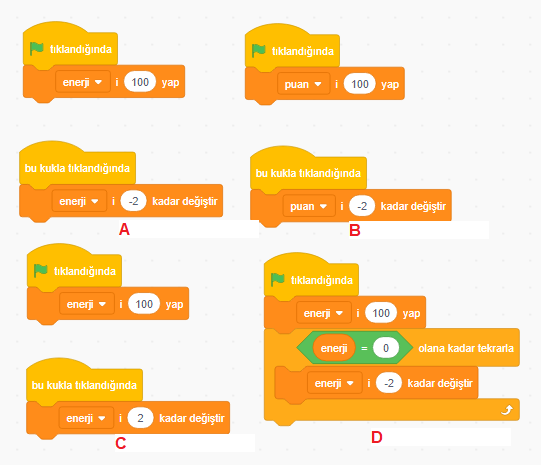 tıklandığında
enerji i 100 yap
bu kukla tıklandığında
enerji i -2 kadar değiştir
A
tıklandığında
puan i 100 yap
bu kukla tıklandığında
puan i -2 kadar değiştir
B
tıklandığında
enerji i 100 yap
bu kukla tıklandığında
enerji i 2 kadar değiştir
C
tıklandığında
enerji i 100 yap
enerji = 0 olana kadar tekrarla
enerji i -2 kadar değiştir
D